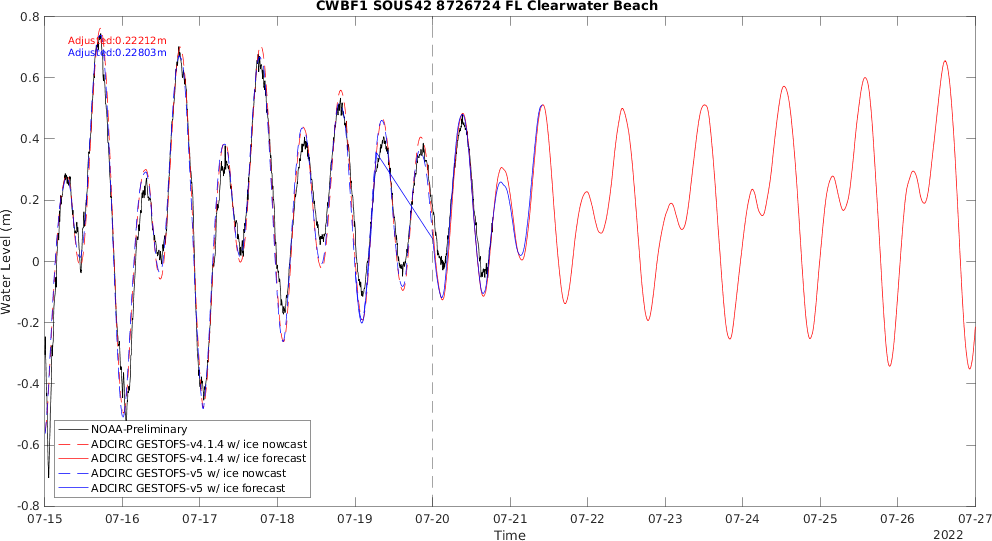 CWBF1 SOUS42 8726724 FL Clearwater Beach
Adjusted:0.22212m
Adjusted:0.22803m
Water Level (m)
0.8
0.6
0.4
0.2
0
-0.2
-0.4
-0.6
-0.8
NOAA-Preliminary
ADCIRC GESTOFS-v4.1.4 w/ ice nowcast
ADCIRC GESTOFS-v4.1.4 w/ ice forecast
ADCIRC GESTOFS-v5 w/ ice nowcast
ADCIRC GESTOFS-v5 w/ ice forecast
07-15 07-16 07-17 07-18 07-19 07-20 07-21 07-22 07-23 07-24 07-25 07-26 07-27
Time
2022